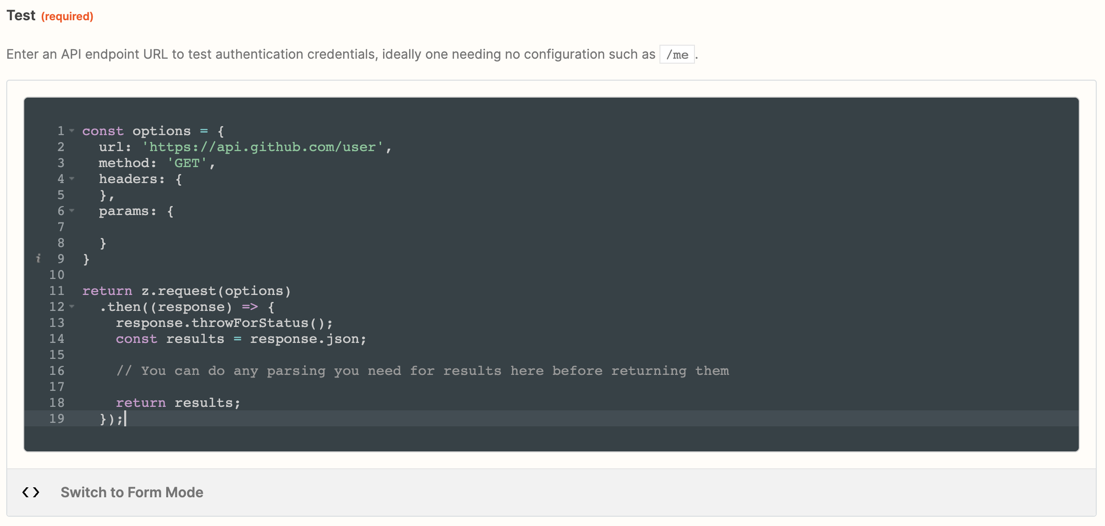 Test (required)
Enter an API endpoint URL to test authentication credentials, ideally one needing no configuration such as /me.
1 const options = {
2   url: 'https://api.github.com/user',
3   method: 'GET',
4   headers: {
5   },
6   params: {
7
8   }
i 9 }
10
11 return z.request(options)
12   .then((response) => {
13     response.throwForStatus();
14     const results = response.json;
15
16     // You can do any parsing you need for results here before returning them
17
18     return results;
19   });
<> Switch to Form Mode